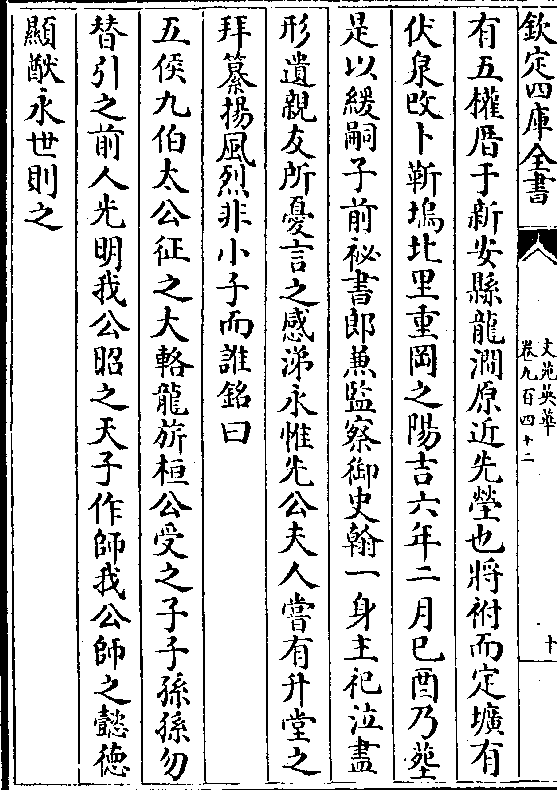 欽定四庫全書
文苑英華
卷九百四十二
十
有五權厝于新安縣龍澗原近先塋也將祔而定壙有
伏泉改卜靳塢北里重岡之陽吉六年二月巳酉乃塟
是以緩嗣子前祕書郎兼監察御史翰一身主祀泣盡
形遺親友所憂言之感涕永惟先公夫人嘗有升堂之
拜纂揚風烈非小子而誰銘曰
五侯九伯太公征之大輅龍旂桓公受之子子孫孫勿
替引之前人光明我公昭之天子作師我公師之懿德
顯猷永世則之